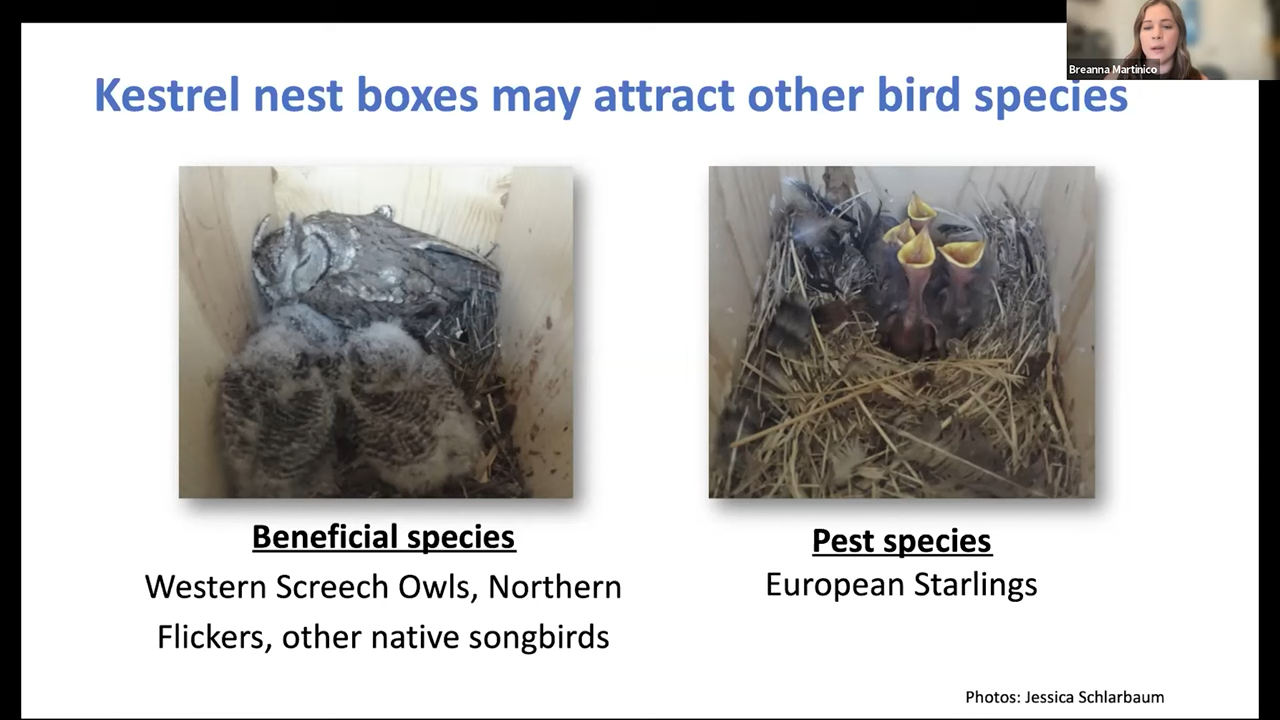 Breanna Martinico
Kestrel nest boxes may attract other bird species
Beneficial species
Western Screech Owls, Northern
Flickers, other native songbirds
Pest species
European Starlings
Photos: Jessica Schlarbaum